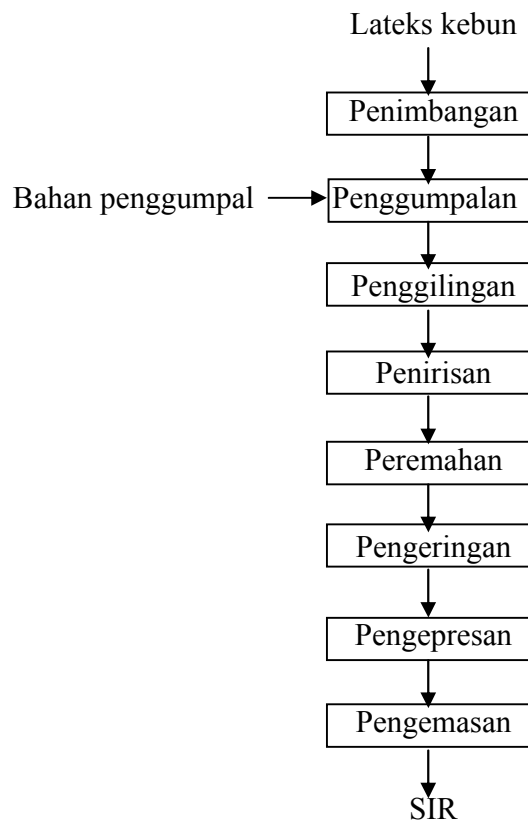 Lateks kebun
Penimbangan
Bahan penggumpal
Penggumpalan
Penggilingan
Penirisan
Peremahan
Pengeringan
Pengepresan
Pengemasan
SIR